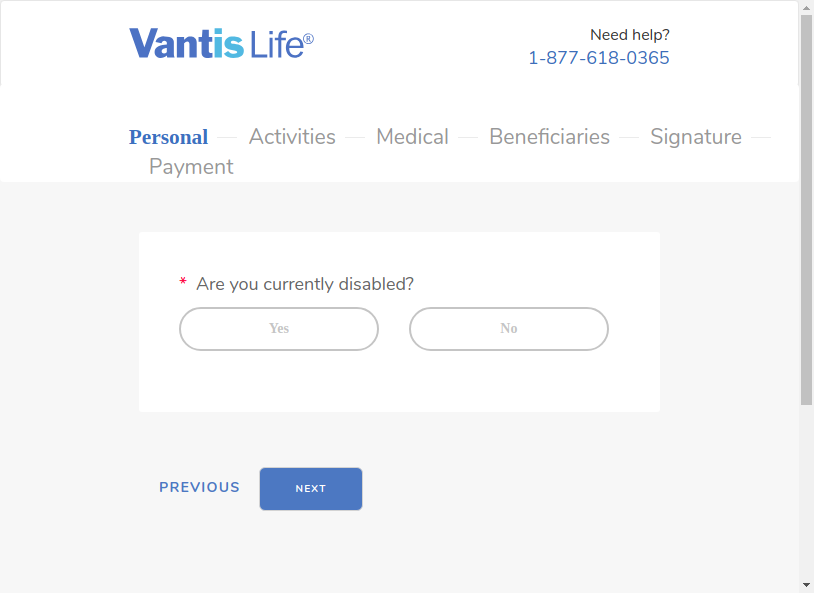 Vantis Life®
Need help?
1-877-618-0365
Personal
Activities
Medical
Beneficiaries
Signature
Payment
* Are you currently disabled?
Yes
No
PREVIOUS
NEXT